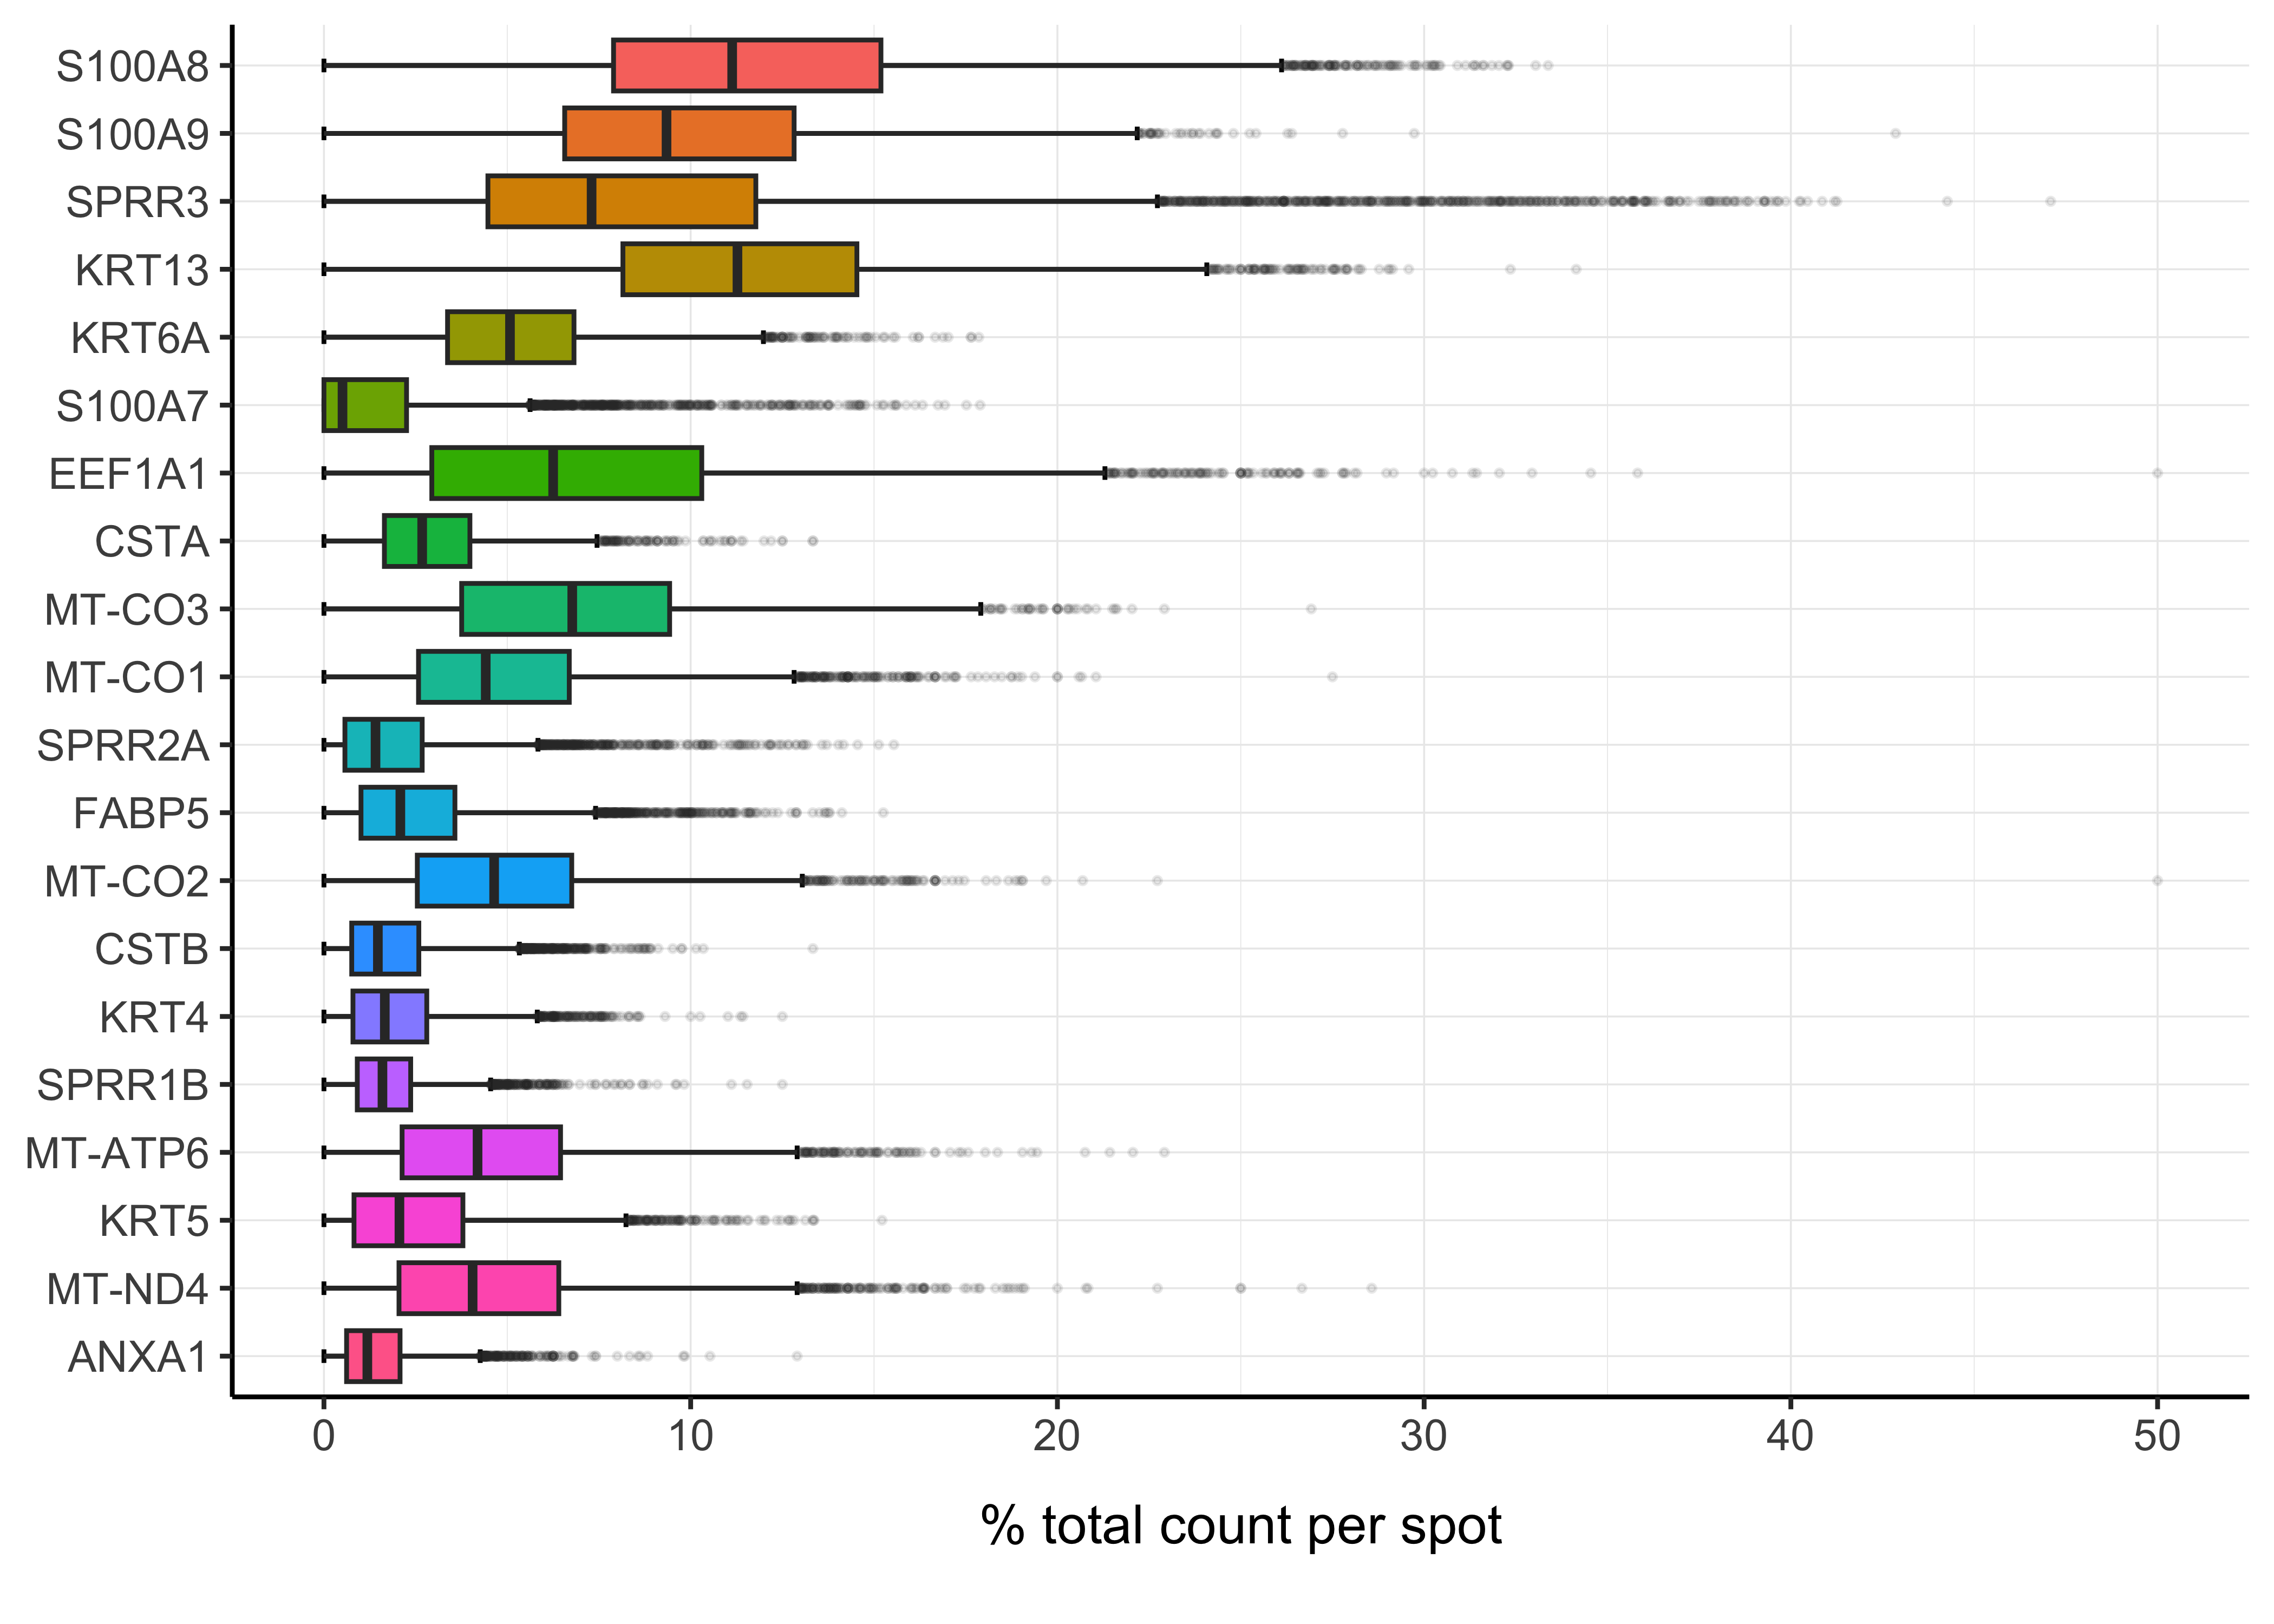 S100A8
S100A9
SPRR3
KRT13
KRT6A
S100A7
EEF1A1
CSTA
MT-CO3
MT-CO1
SPRR2A
FABP5
MT-CO2
CSTB
KRT4
SPRR1B
MT-ATP6
KRT5
MT-ND4
ANXA1
0 10 20 30 40 50
% total count per spot